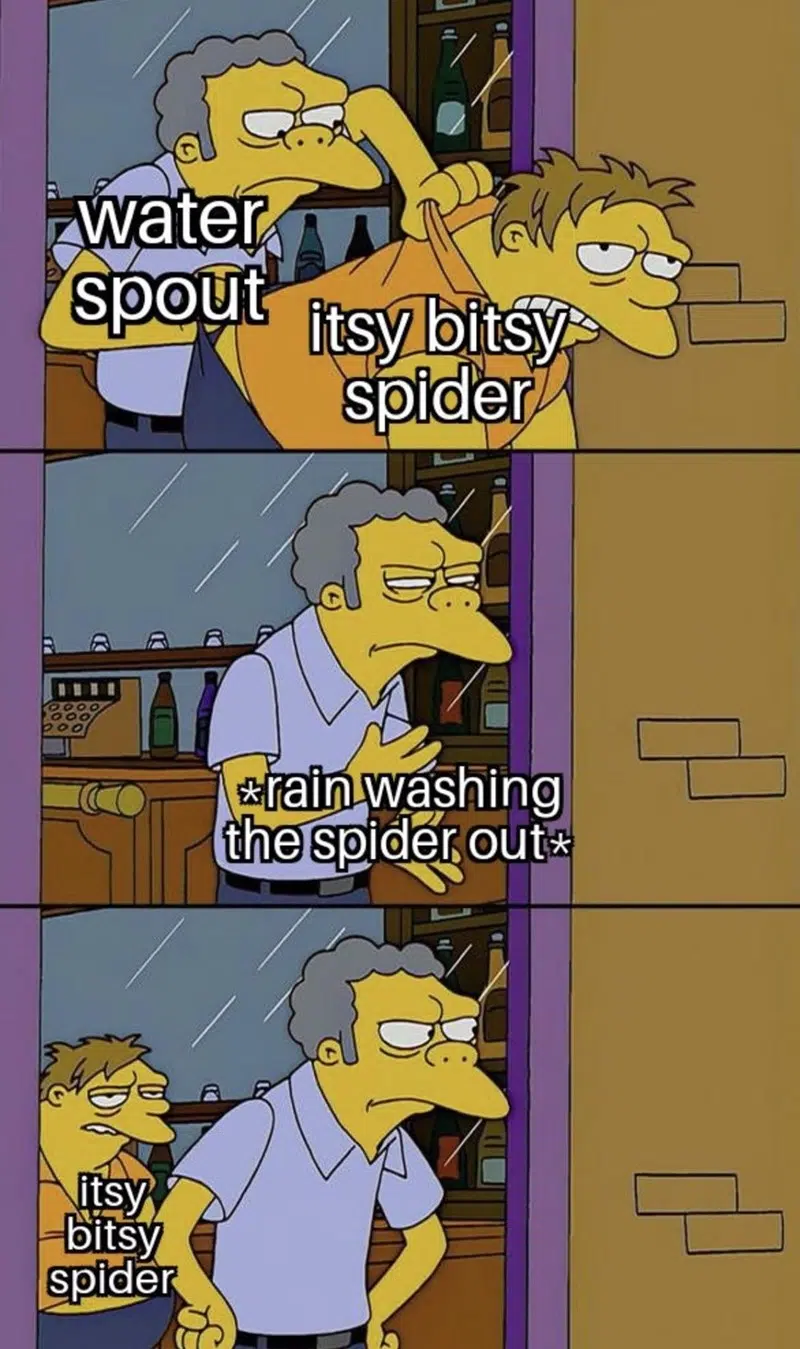 water
spout
itsy bitsy
spider
*rain washing
the spider out*
itsy
bitsy
spider